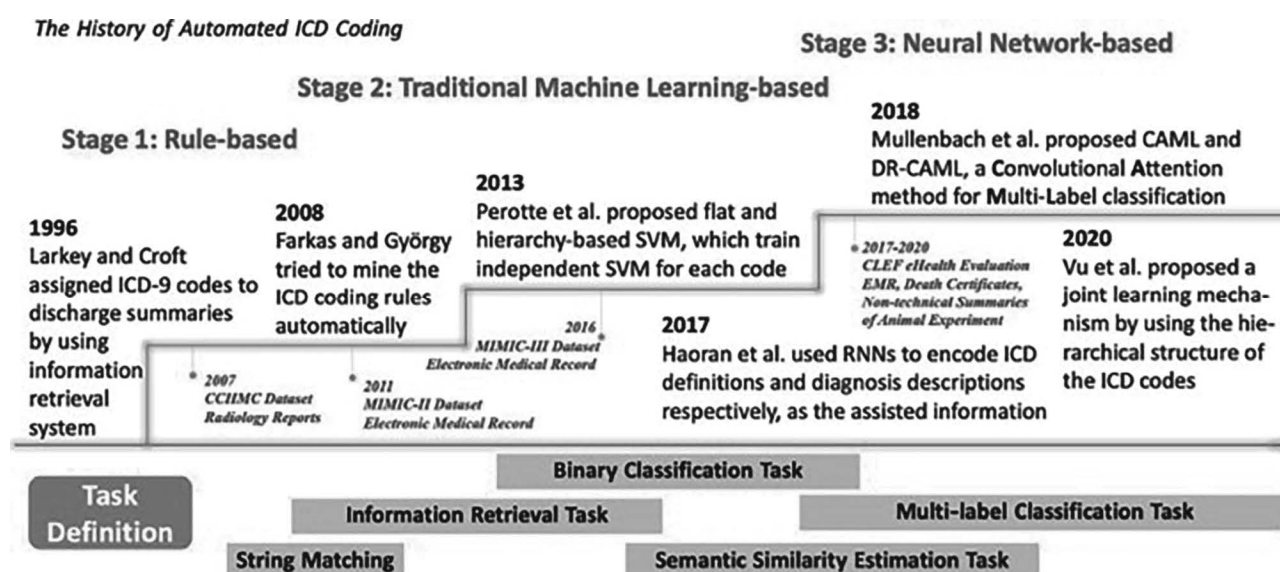 The History of Automated ICD Coding
Stage 3: Neural Network-based
Stage 2: Traditional Machine Learning-based
Stage 1: Rule-based
1996
Larkey and Croft
assigned ICD-9 codes to
discharge summaries
by using
information
retrieval
system
2008
Farkas and György
tried to mine the
ICD coding rules
automatically
2013
Perotte et al. proposed flat and
hierarchy-based SVM, which train
independent SVM for each code
2018
Mullenbach et al. proposed CAML and
DR-CAML, a Convolutional Attention
method for Multi-Label classification
2007
CCHMC Dataset
Radiology Reports
2011
MIMIC-II Dataset
Electronic Medical Record
2016
MIMIC-III Dataset
Electronic Medical Record
2017
Haoran et al. used RNNs to encode ICD
definitions and diagnosis descriptions
respectively, as the assisted information
2017-2020
CLEF eHealth Evaluation
EMR, Death Certificates,
Non-technical Summaries
of Animal Experiment
2020
Vu et al. proposed a
joint learning mecha-
nism by using the hie-
rarchical structure of
the ICD codes
Task
Definition
Binary Classification Task
Information Retrieval Task
Multi-label Classification Task
String Matching
Semantic Similarity Estimation Task